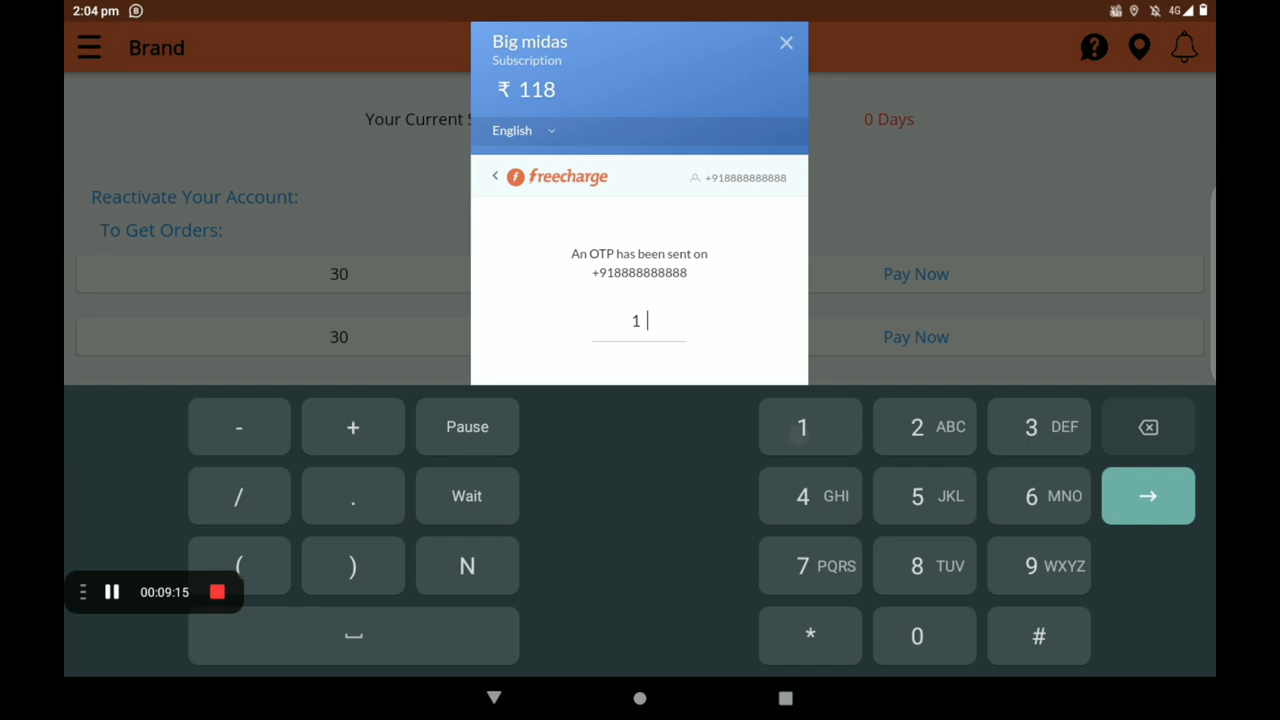 2:04 pm
4G
Brand
Big midas
Subscription
₹ 118
English
freecharge
+918888888888
Your Current S
0 Days
Reactivate Your Account:
To Get Orders:
An OTP has been sent on
+918888888888
1
30 Pay Now
30 Pay Now
- + Pause 1 2 ABC 3 DEF
/ . Wait 4 GHI 5 JKL 6 MNO →
( ) N 7 PQRS 8 TUV 9 WXYZ
00:09:15
* 0 #